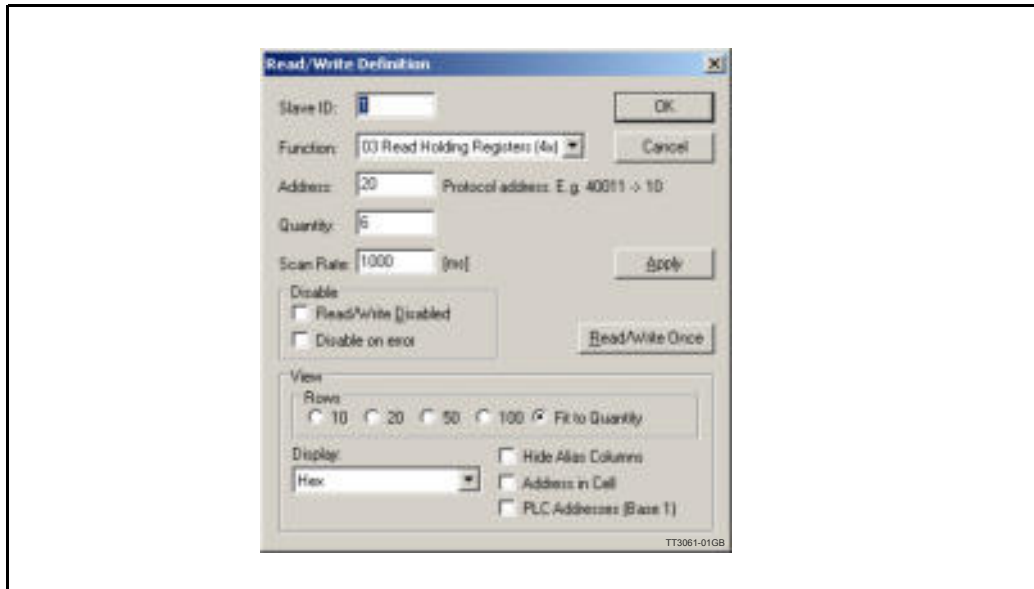 Read/Write Definition
Slave ID: 1
OK
Function: 03 Read Holding Registers (4x)
Cancel
Address: 20 Protocol address. E.g. 40011 -> 10
Quantity: 6
Scan Rate: 1000 [ms]
Apply
Disable
Read/Write Disabled
Disable on error
Read/Write Once
View
Rows
10 20 50 100 Fit to Quantity
Display:
Hex
Hide Alias Columns
Address in Cell
PLC Addresses (Base 1)
TT3061-01GB